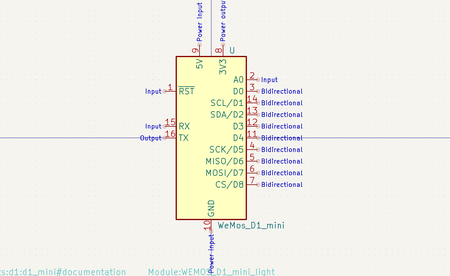 Power input
Power outpu
9
8
U
5V
3V3
Input
1
RST
A0
2
Input
D0
3
Bidirectional
SCL/D1
14
Bidirectional
SDA/D2
13
Bidirectional
Input
15
RX
D3
12
Bidirectional
Output
16
TX
D4
11
Bidirectional
SCK/D5
4
Bidirectional
MISO/D6
5
Bidirectional
MOSI/D7
6
Bidirectional
CS/D8
7
Bidirectional
GND
10
WeMos_D1_mini
Power input
s:d1:d1_mini#documentation
Module:WEMOS_D1_mini_light